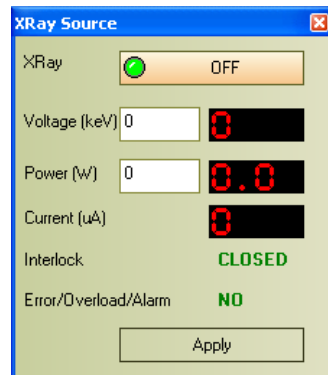 XRay Source
XRay OFF
Voltage (keV) 0 0
Power (W) 0 0.0
Current (uA) 0
Interlock CLOSED
Error/Overload/Alarm NO
Apply